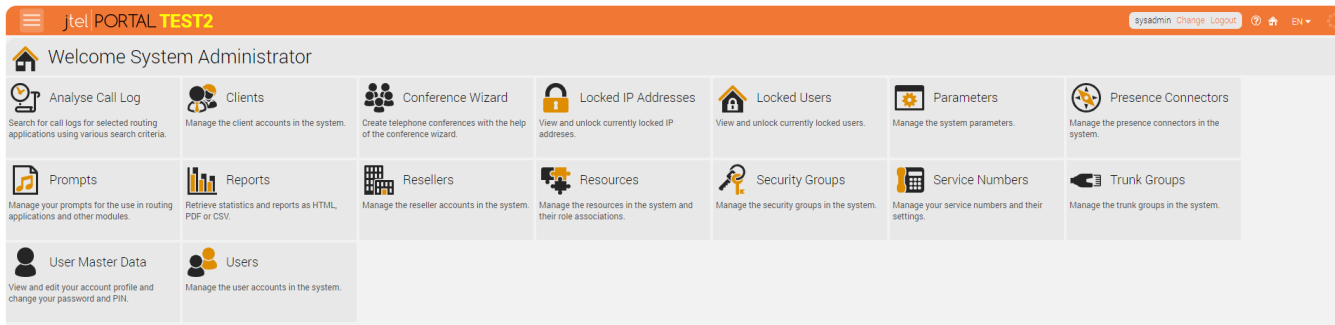 jtel PORTAL TEST2
sysadmin Change Logout
EN
Welcome System Administrator
Analyse Call Log
Search for call logs for selected routing
applications using various search criteria.
Clients
Manage the client accounts in the system.
Conference Wizard
Create telephone conferences with the help
of the conference wizard.
Locked IP Addresses
View and unlock currently locked IP
addreses.
Locked Users
View and unlock currently locked users.
Parameters
Manage the system parameters.
Presence Connectors
Manage the presence connectors in the
system.
Prompts
Manage your prompts for the use in routing
applications and other modules.
Reports
Retrieve statistics and reports as HTML,
PDF or CSV.
Resellers
Manage the reseller accounts in the system.
Resources
Manage the resources in the system and
their role associations.
Security Groups
Manage the security groups in the system.
Service Numbers
Manage your service numbers and their
settings.
Trunk Groups
Manage the trunk groups in the system.
User Master Data
View and edit your account profile and
change your password and PIN.
Users
Manage the user accounts in the system.